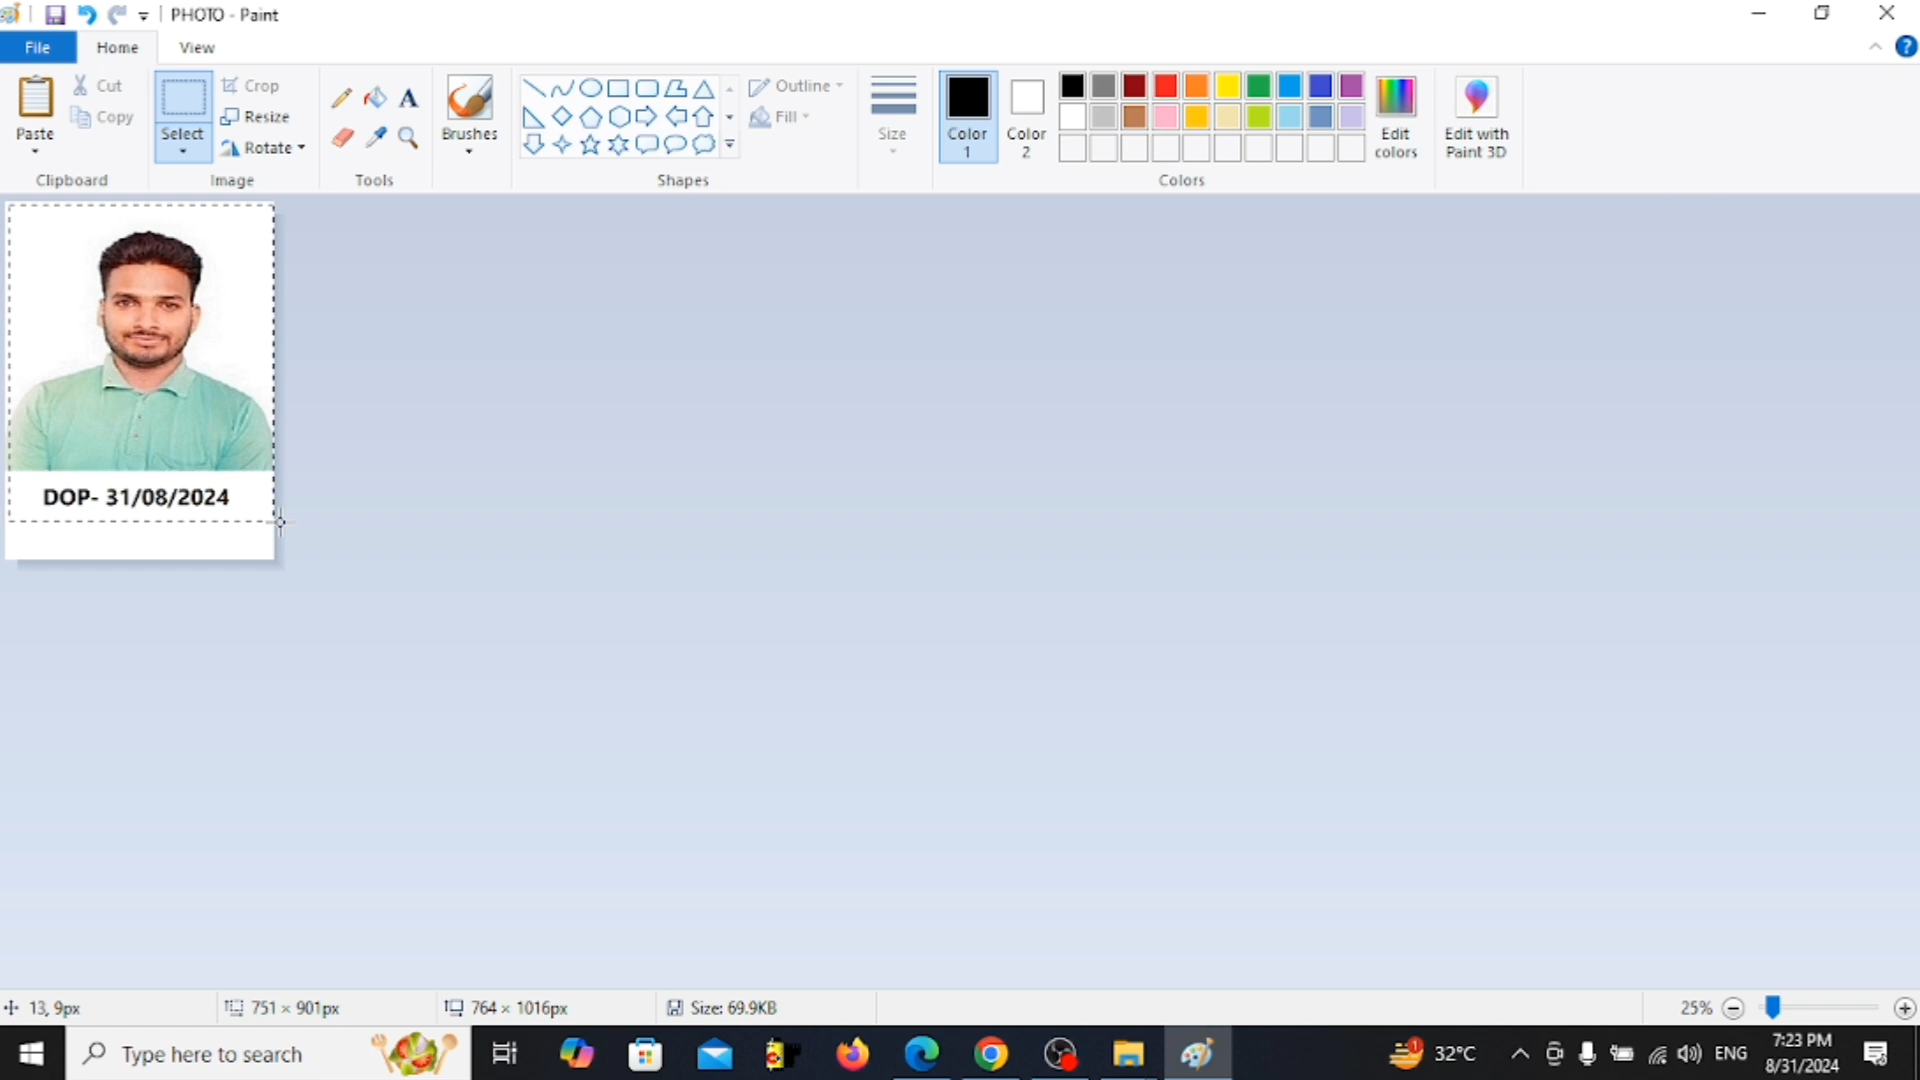 PHOTO - Paint
File Home View
Paste Cut Copy Select Crop Resize Rotate Brushes Outline Fill Size Color 1 Color 2 Edit colors Edit with Paint 3D
Clipboard Image Tools Shapes Colors
DOP- 31/08/2024
13, 9px 751 × 901px 764 × 1016px Size: 69.9KB 25%
Type here to search 1 32°C ENG 7:23 PM
8/31/2024